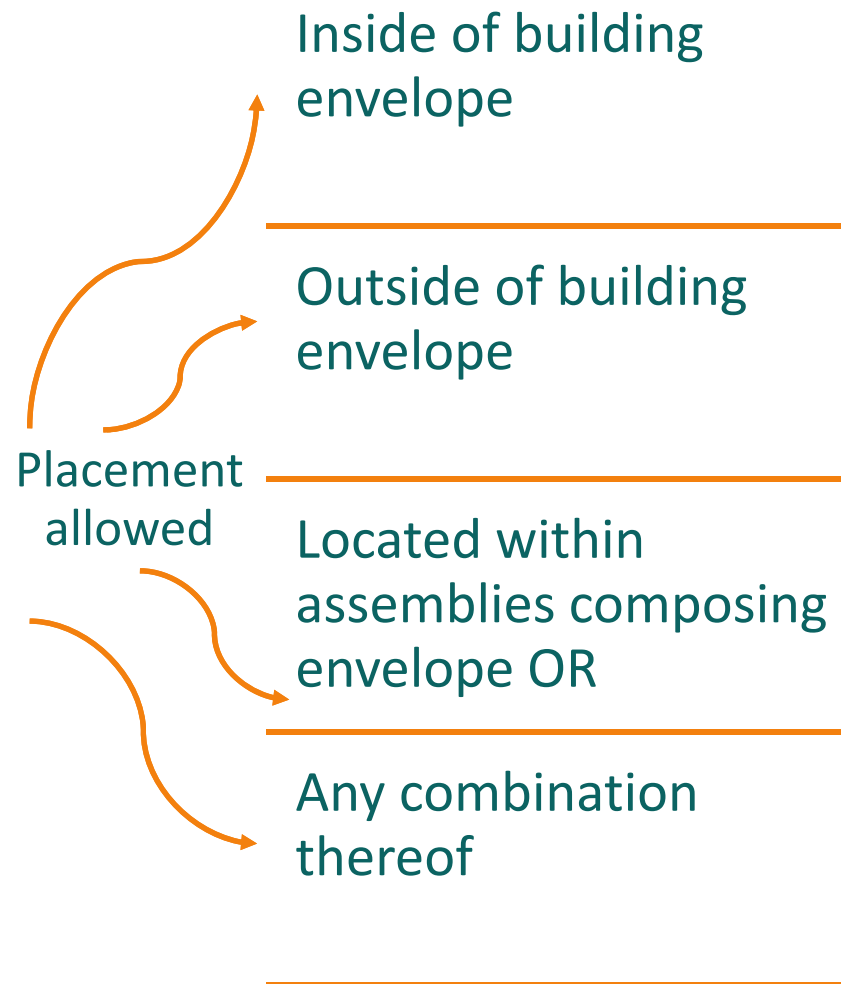 Inside of building
envelope
Outside of building
envelope
Placement
allowed
Located within
assemblies composing
envelope OR
Any combination
thereof